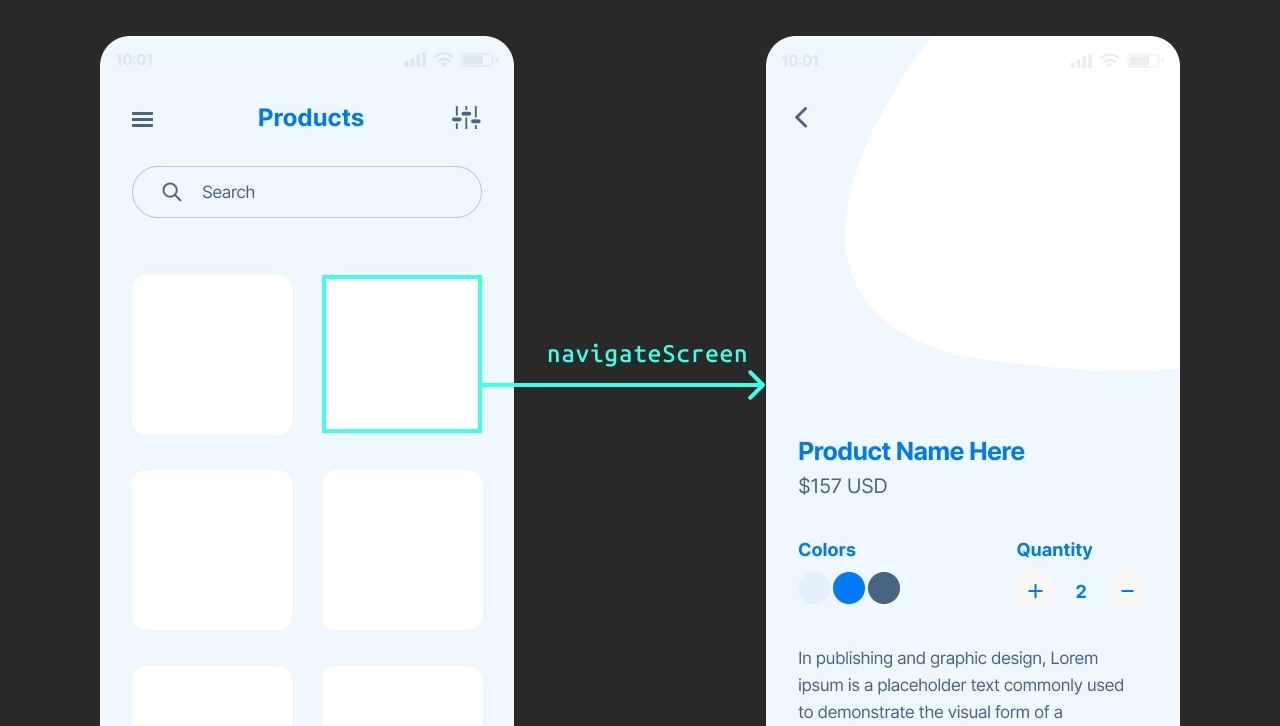 10:01
Products
Search
navigateScreen
10:01
Product Name Here
$157 USD
Colors
Quantity
+ 2 −
In publishing and graphic design, Lorem
ipsum is a placeholder text commonly used
to demonstrate the visual form of a